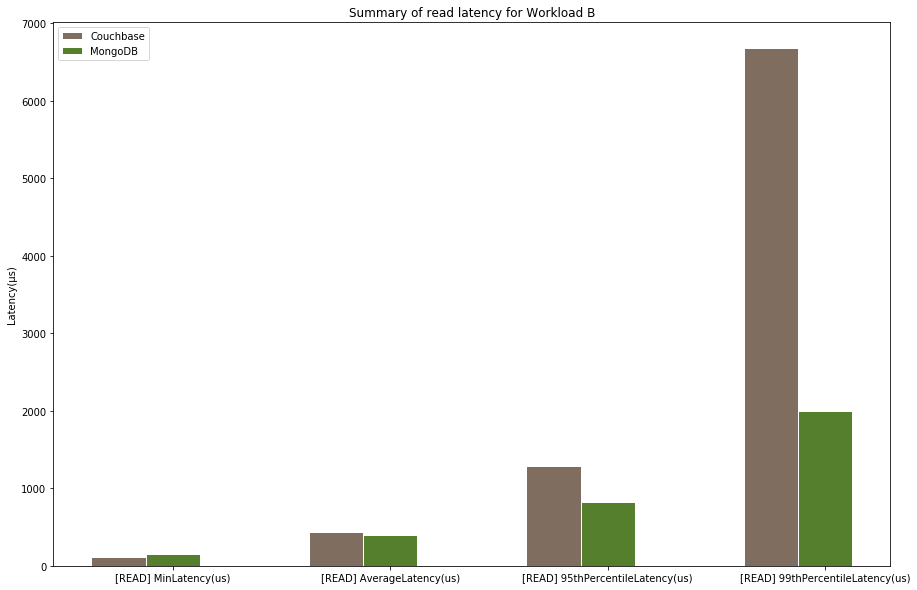 Summary of read latency for Workload B
Couchbase
MongoDB
7000
6000
5000
4000
3000
2000
1000
0
Latency(μs)
[READ] MinLatency(us)
[READ] AverageLatency(us)
[READ] 95thPercentileLatency(us)
[READ] 99thPercentileLatency(us)